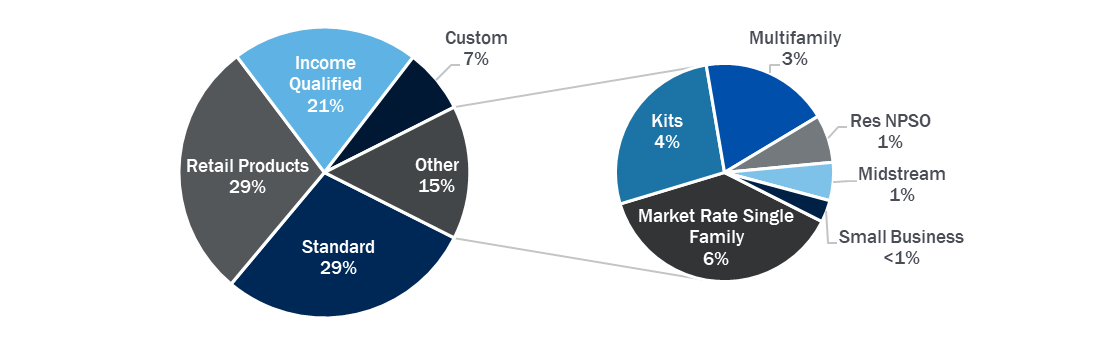 Income
Qualified
21%
Custom
7%
Retail Products
29%
Other
15%
Standard
29%
Multifamily
3%
Kits
4%
Res NPSO
1%
Midstream
1%
Market Rate Single
Family
6%
Small Business
<1%